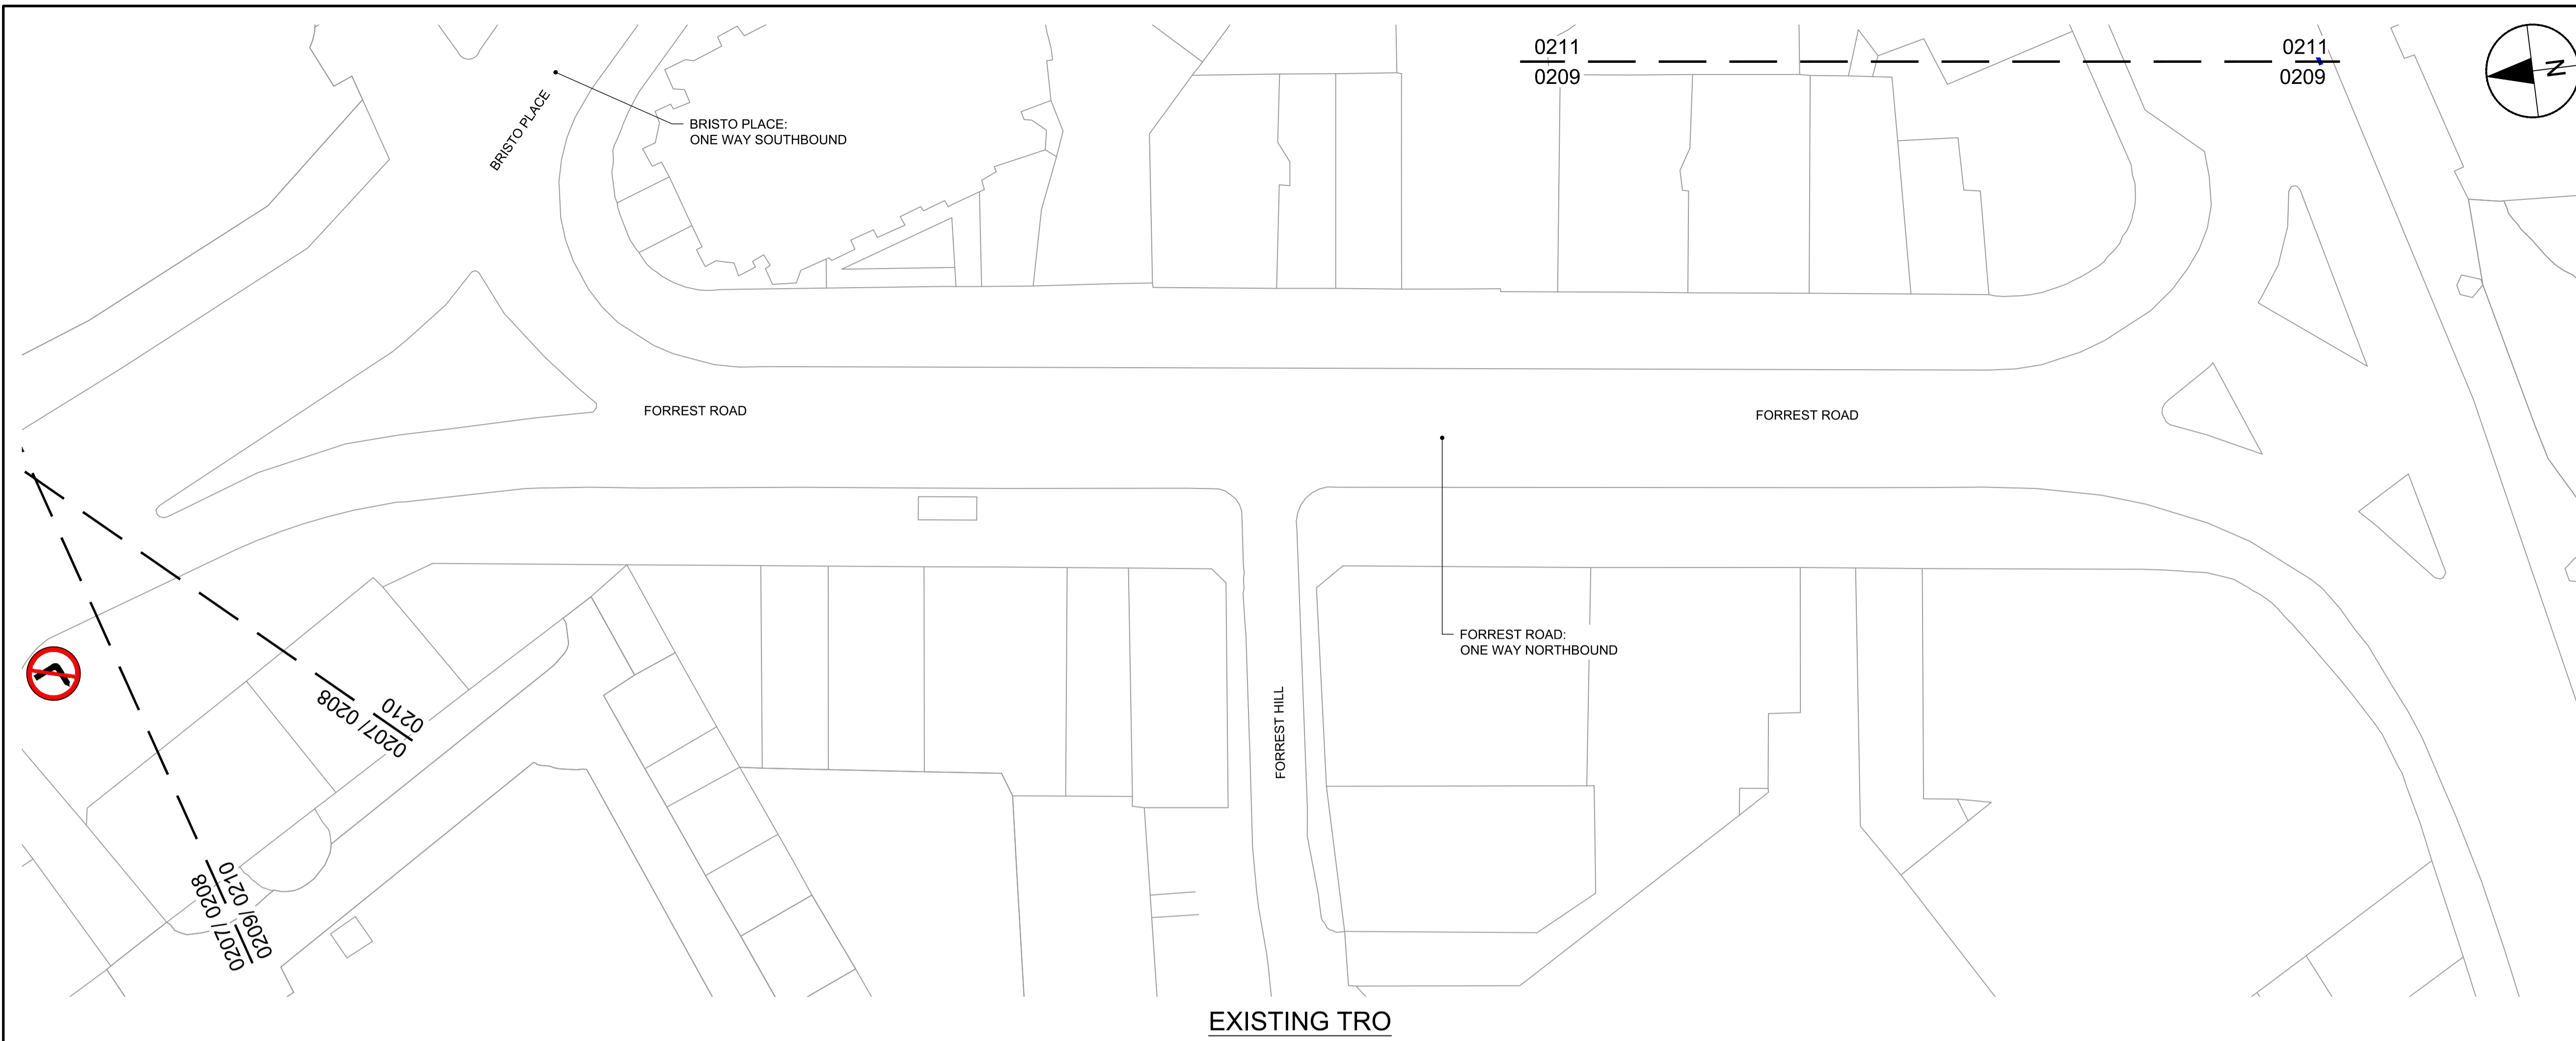 0211
0209
0211
0209
N
BRISTO PLACE
BRISTO PLACE:
ONE WAY SOUTHBOUND
FORREST ROAD
FORREST ROAD
FORREST ROAD:
ONE WAY NORTHBOUND
FORREST HILL
0210
0207/ 0208
0207/ 0208
0209/ 0210
EXISTING TRO